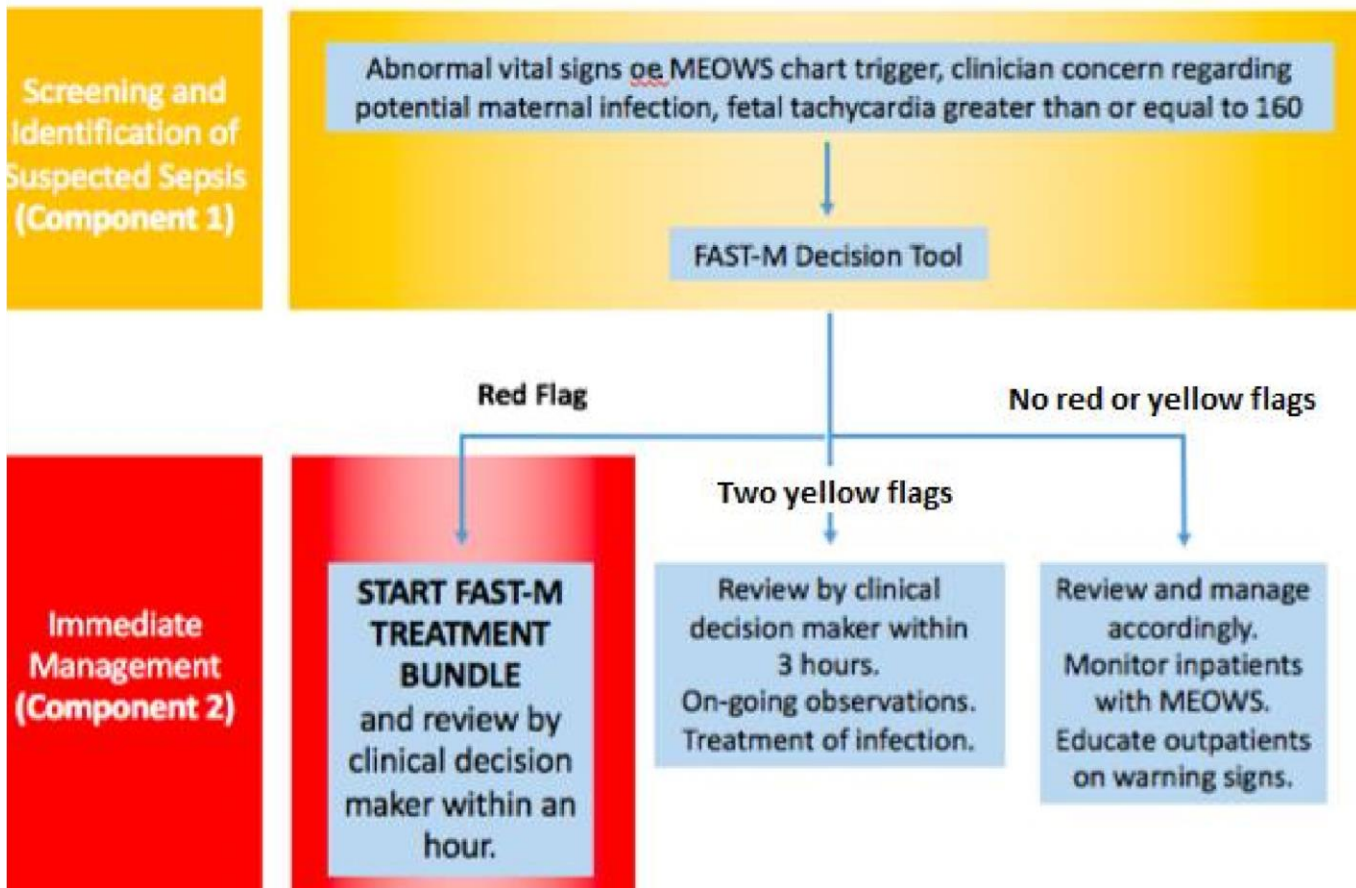 Screening and
Identification of
Suspected Sepsis
(Component 1)
Abnormal vital signs oe MEOWS chart trigger, clinician concern regarding
potential maternal infection, fetal tachycardia greater than or equal to 160
FAST-M Decision Tool
Red Flag
No red or yellow flags
Two yellow flags
Immediate
Management
(Component 2)
START FAST-M
TREATMENT
BUNDLE
and review by
clinical decision
maker within an
hour.
Review by clinical
decision maker within
3 hours.
On-going observations.
Treatment of infection.
Review and manage
accordingly.
Monitor inpatients
with MEOWS.
Educate outpatients
on warning signs.